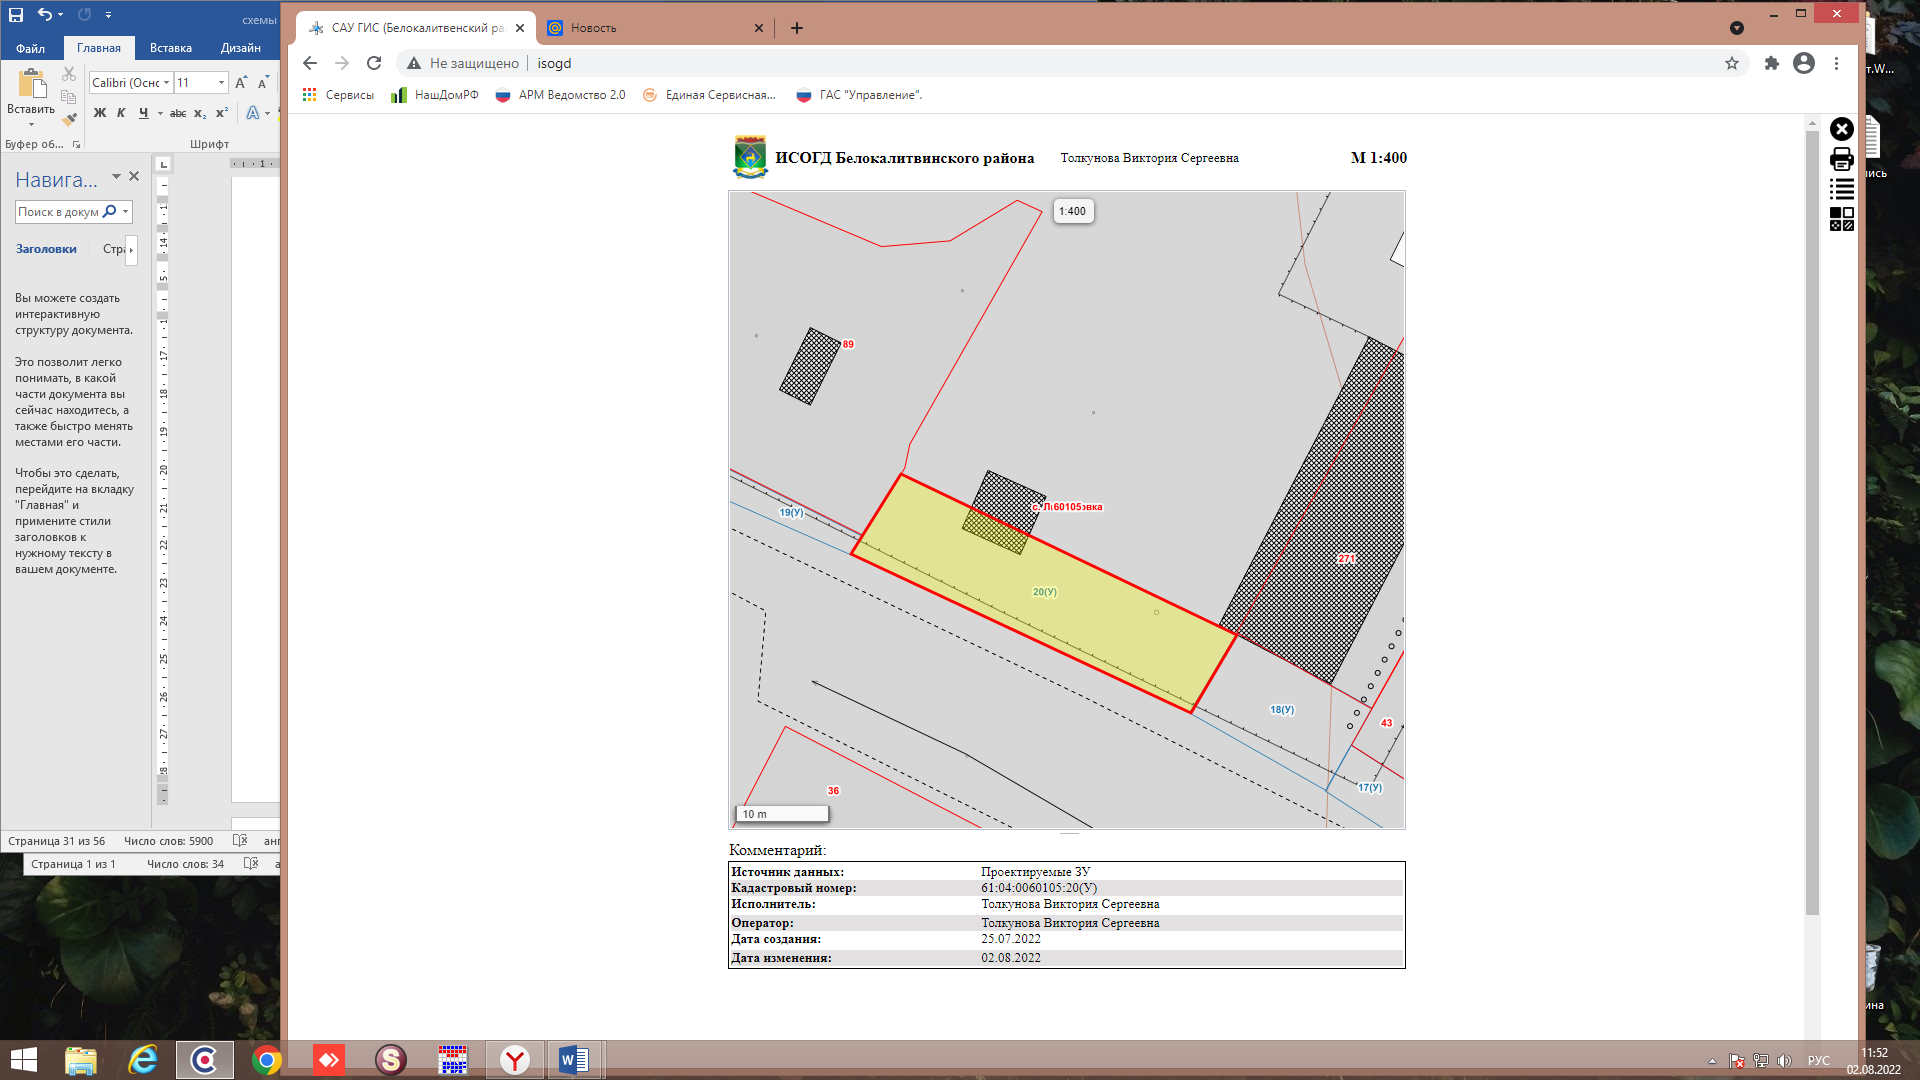 схемы
Файл Главная Вставка Дизайн
Вставить
Calibri (Оснс 11
Ж К Ч abc x₂ x²
Буфер об... Шрифт
Навига...
Поиск в докум
Заголовки Стра
Вы можете создать
интерактивную
структуру документа.
Это позволит легко
понимать, в какой
части документа вы
сейчас находитесь, а
также быстро менять
местами его части.
Чтобы это сделать,
перейдите на вкладку
"Главная" и
примените стили
заголовков к
нужному тексту в
вашем документе.
Страница 31 из 56 Число слов: 5900 анг
Страница 1 из 1 Число слов: 34
САУ ГИС (Белокалитвенский ра
Новость
Не защищено isogd
Сервисы НашДомРФ АРМ Ведомство 2.0 Единая Сервисная... ГАС "Управление".
ИСОГД Белокалитвинского района Толкунова Виктория Сергеевна М 1:400
1:400
89
19(У)
с. Ли60105овка
20(У)
271
18(У)
43
17(У)
36
10 m
Комментарий:
Источник данных: Проектируемые ЗУ
Кадастровый номер: 61:04:0060105:20(У)
Исполнитель: Толкунова Виктория Сергеевна
Оператор: Толкунова Виктория Сергеевна
Дата создания: 25.07.2022
Дата изменения: 02.08.2022
т.W...
ись
ина
РУС
11:52
02.08.2022